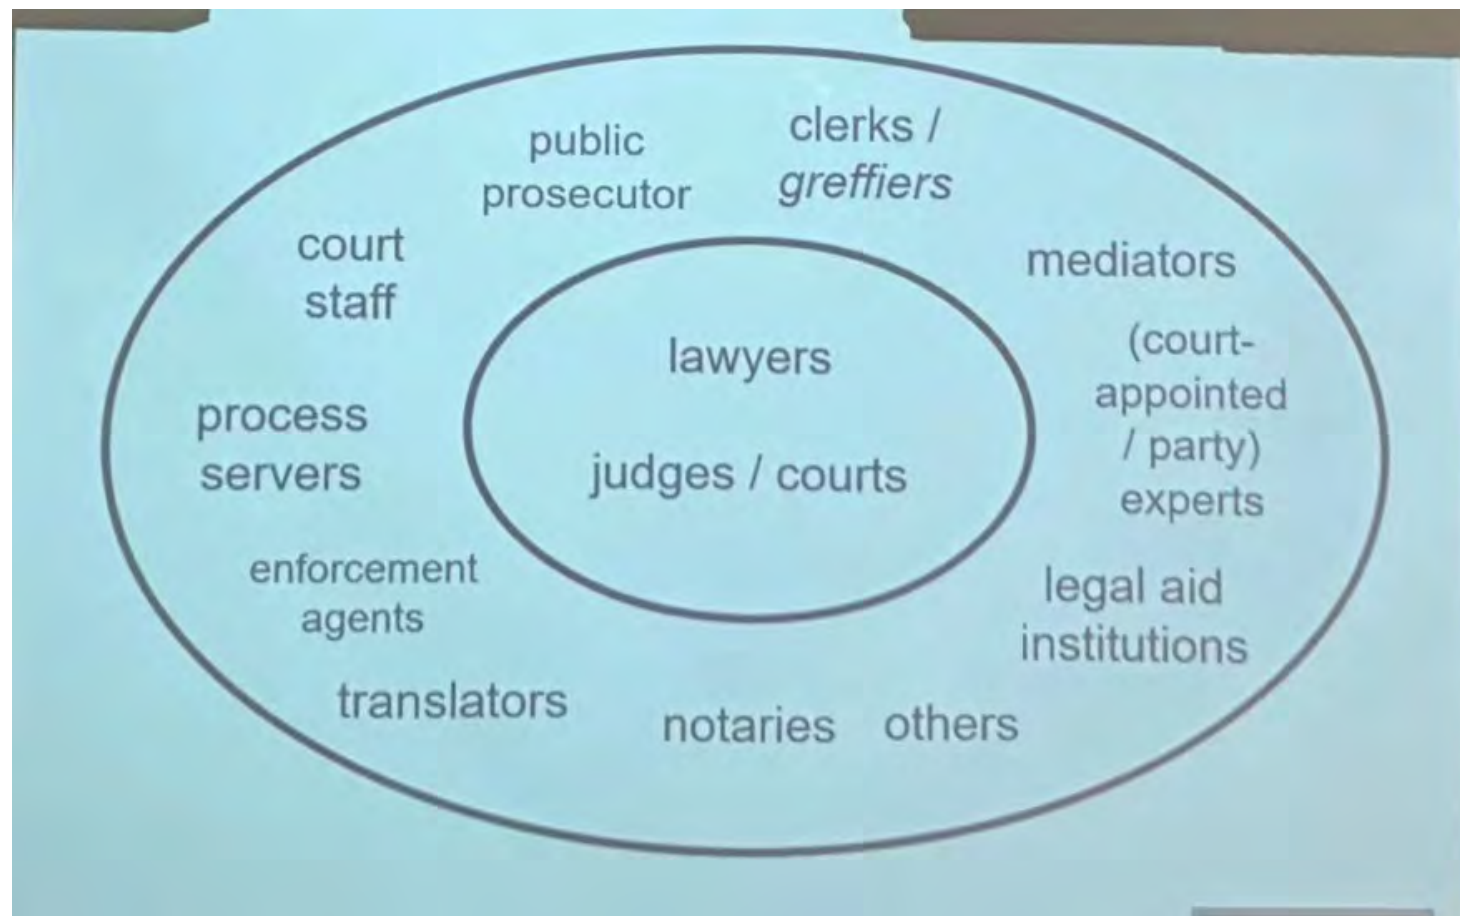 public
prosecutor
clerks /
greffiers
court
staff
mediators
(court-
appointed
/ party)
experts
lawyers
judges / courts
process
servers
enforcement
agents
legal aid
institutions
translators
notaries
others